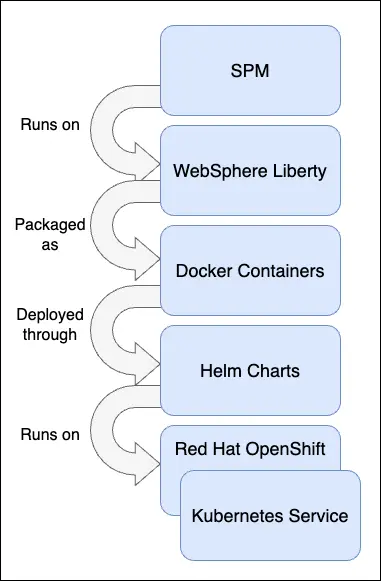 SPM
Runs on
WebSphere Liberty
Packaged
as
Docker Containers
Deployed
through
Helm Charts
Runs on
Red Hat OpenShift
Kubernetes Service